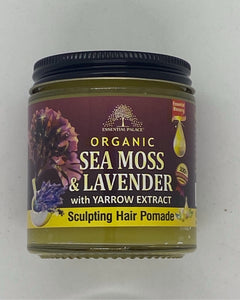 ESSENTIAL PALACE
ORGANIC
SEA MOSS
& LAVENDER
with YARROW EXTRACT
Sculpting Hair Pomade